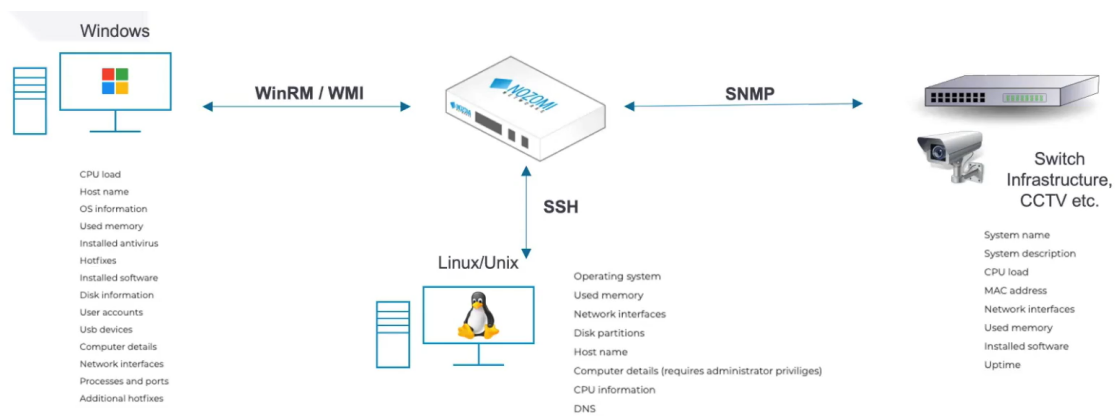 Windows
WinRM / WMI
NOZOMI
NETWORKS
SNMP
SSH
Switch
Infrastructure,
CCTV etc.
CPU load
Host name
OS information
Used memory
Installed antivirus
Hotfixes
Installed software
Disk information
User accounts
Usb devices
Computer details
Network interfaces
Processes and ports
Additional hotfixes
Linux/Unix
Operating system
Used memory
Network interfaces
Disk partitions
Host name
Computer details (requires administrator priviliges)
CPU information
DNS
System name
System description
CPU load
MAC address
Network interfaces
Used memory
Installed software
Uptime